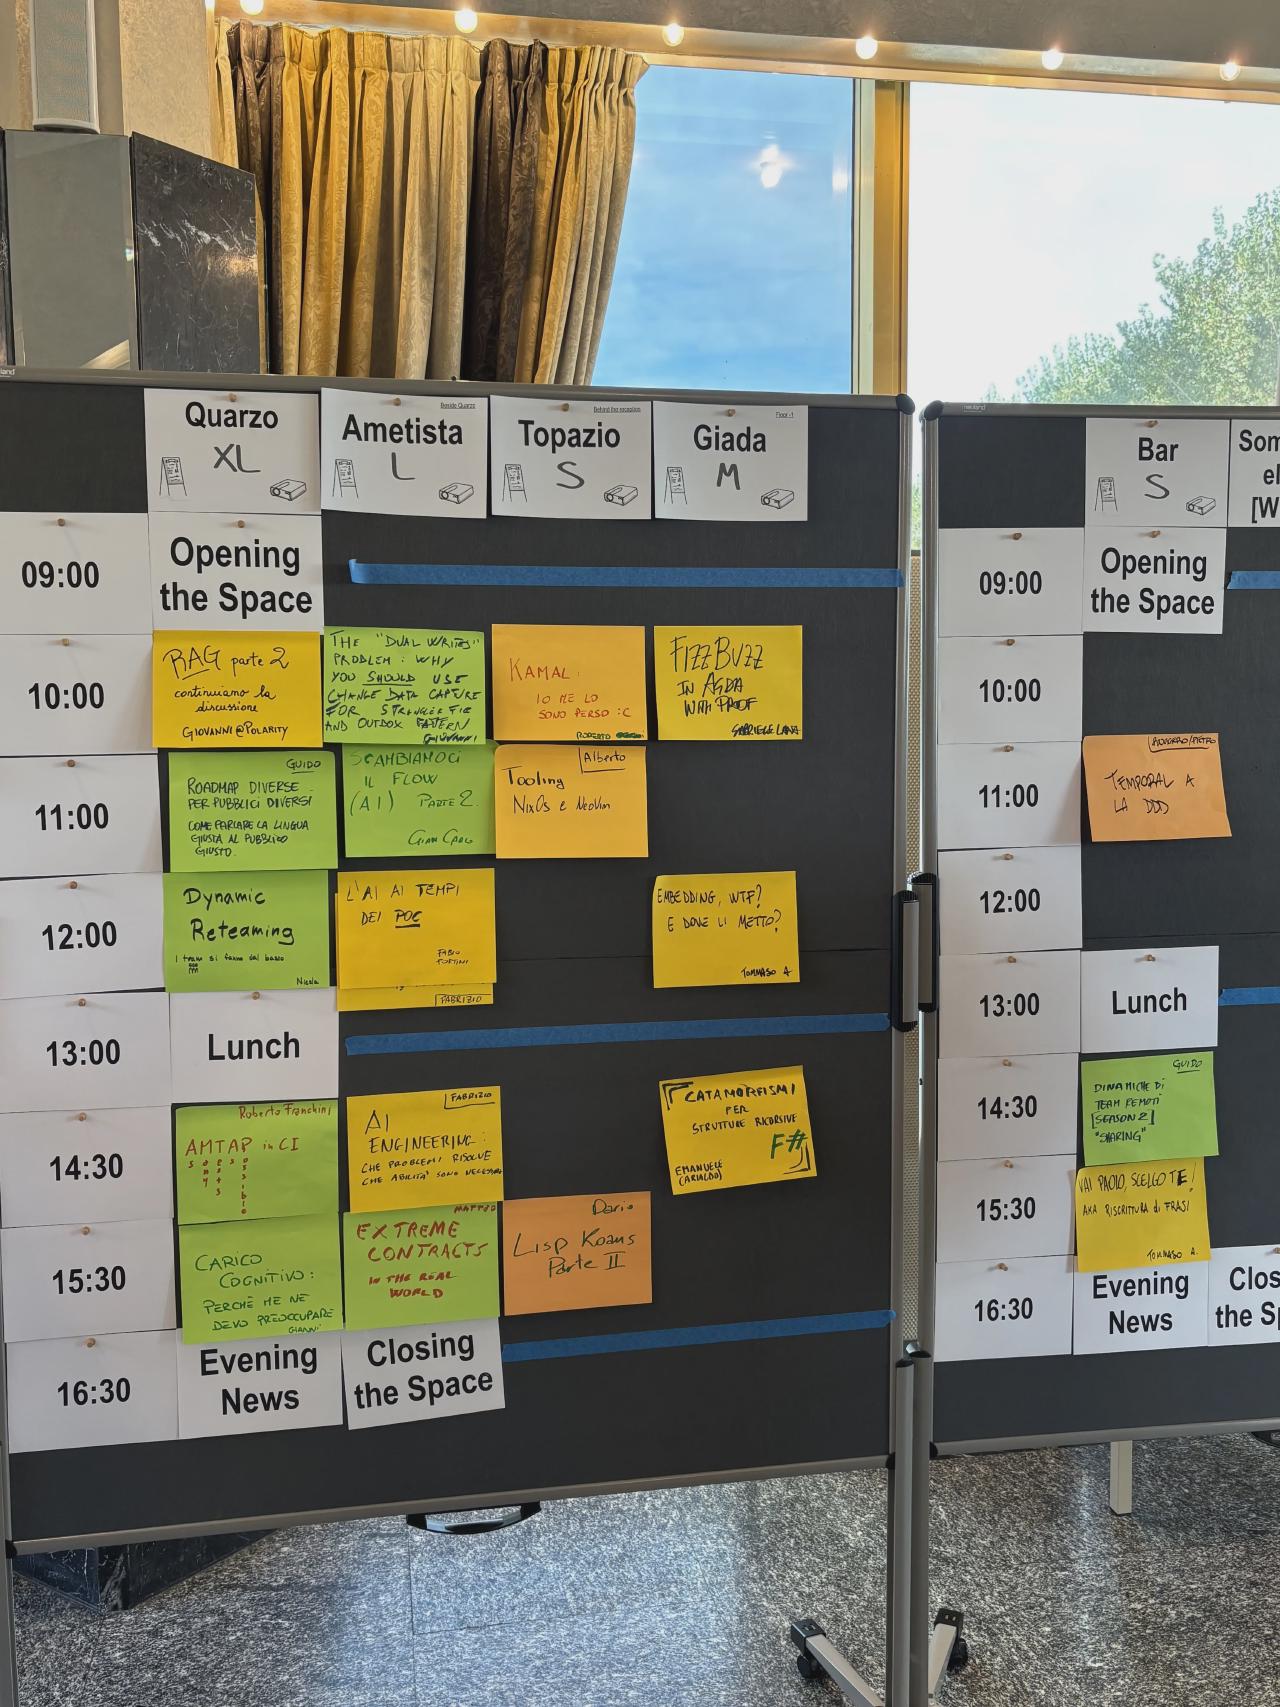 Quarzo
XL
Beside Quarzo
Ametista
L
Behind the reception
Topazio
S
Floor -1
Giada
M
09:00
Opening
the Space
10:00
RAG parte 2
continuiamo la
discussione
GIOVANNI @ POLARITY
THE "DUAL WRITES"
PROBLEM: WHY
YOU SHOULD USE
CHANGE DATA CAPTURE
FOR STRANGLER FIG
AND OUTBOX PATTERN
GIOVANNI
KAMAL:
IO ME LO
SONO PERSO :C
ROBERTO
FIZZBUZZ
IN AGDA
WITH PROOF
GABRIELE LANA
11:00
GUIDO
ROADMAP DIVERSE
PER PUBBLICI DIVERSI
COME PARLARE LA LINGUA
GIUSTA AL PUBBLICO
GIUSTO.
SCAMBIAMOCI
IL FLOW
(AI) PARTE 2.
GIAN CARLO
Alberto
Tooling
NixOs e NeoVim
12:00
Dynamic
Reteaming
I team si fanno dal basso
Nicola
L'AI AI TEMPI
DEI POC
FABIO
FORTINI
FABRIZIO
EMBEDDING, WTF?
E DOVE LI METTO?
TOMMASO A
13:00
Lunch
14:30
Roberto Franchini
AMTAP in CI
FABRIZIO
AI
ENGINEERING:
CHE PROBLEMI RISOLVE
CHE ABILITA' SONO NECESSARIE
CATAMORFISMI
PER
STRUTTURE RICORSIVE
F#
EMANUELE
(ARIALDO)
15:30
CARICO
COGNITIVO:
PERCHÈ ME NE
DEVO PREOCCUPARE
GIANNI
MATTEO
EXTREME
CONTRACTS
IN THE REAL
WORLD
Dario
Lisp Koans
Parte II
16:30
Evening
News
Closing
the Space
neuland
Bar
S
Som
el
[W
09:00
Opening
the Space
10:00
11:00
TEMPORAL A
LA DDD
12:00
13:00
Lunch
14:30
GUIDO
DINAMICHE DI
TEAM REMOTI
[SEASON 2]
"SHARING"
15:30
VAI PAOLO, SCELGO TE!
AKA RISCRITTURA di FRASI
TOMMASO A.
16:30
Evening
News
Clos
the Sp